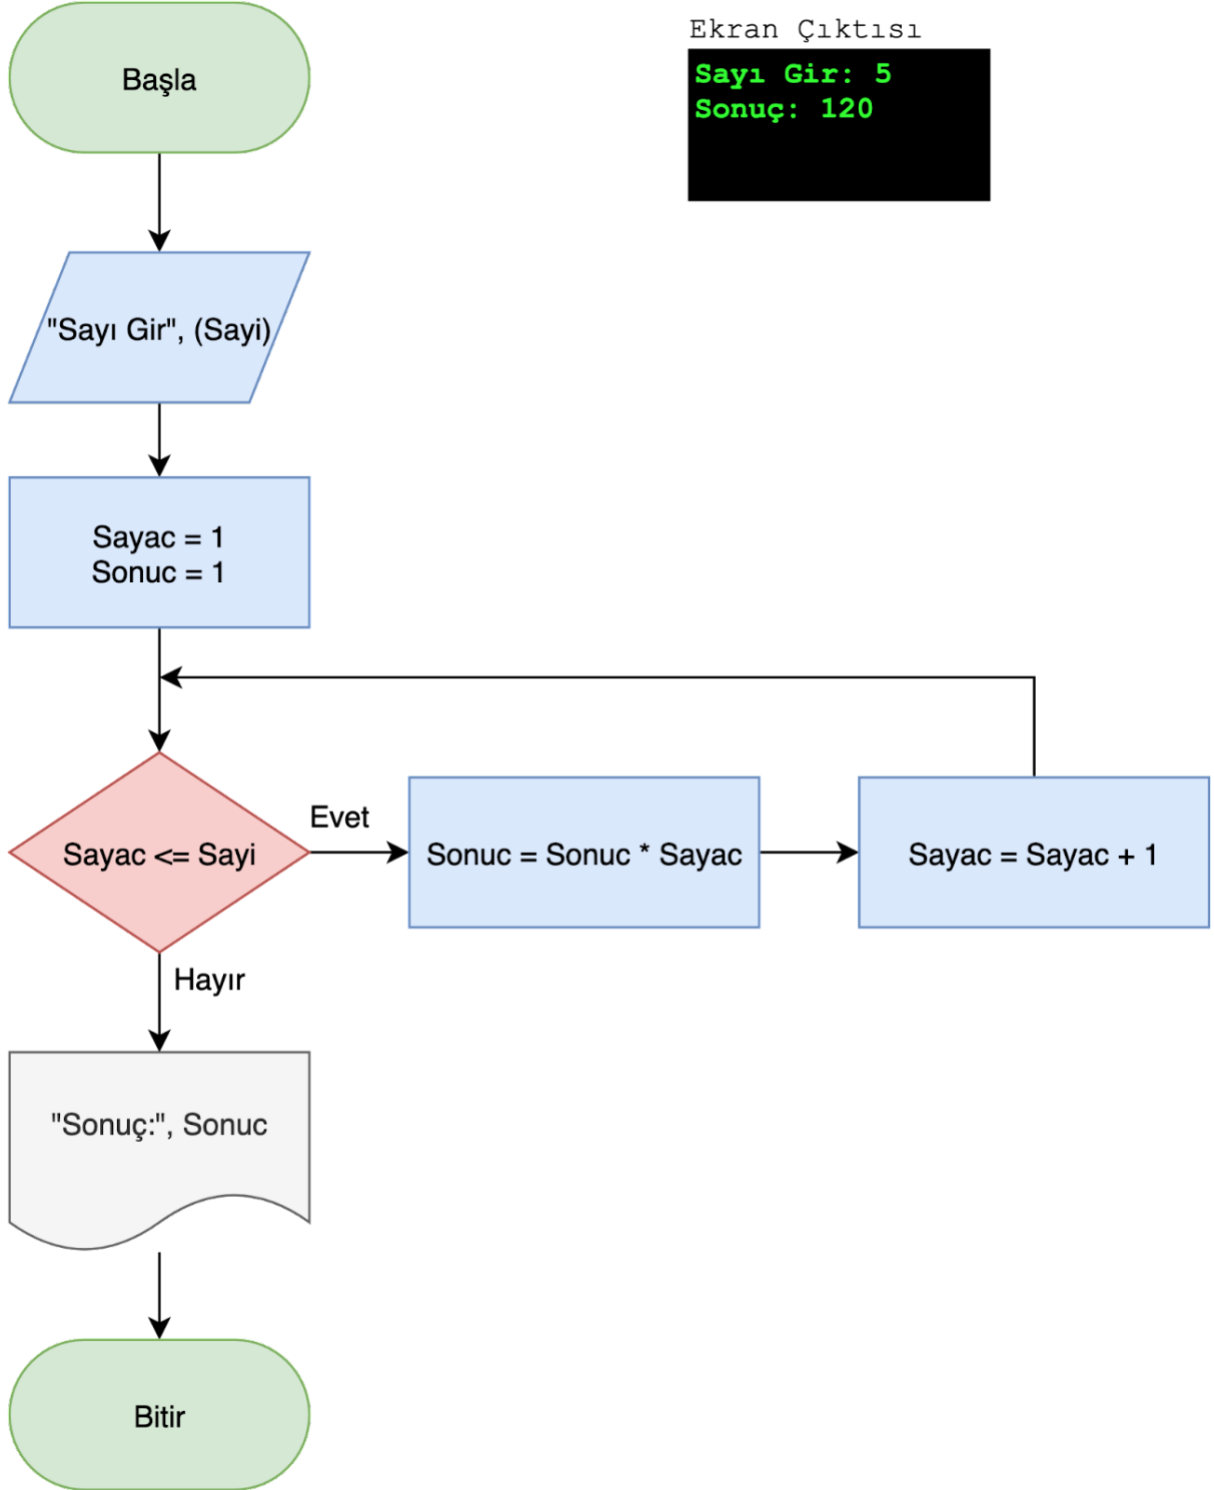 Başla
Ekran Çıktısı
Sayı Gir: 5
Sonuç: 120
"Sayı Gir", (Sayi)
Sayac = 1
Sonuc = 1
Sayac <= Sayi
Evet
Sonuc = Sonuc * Sayac
Sayac = Sayac + 1
Hayır
"Sonuç:", Sonuc
Bitir